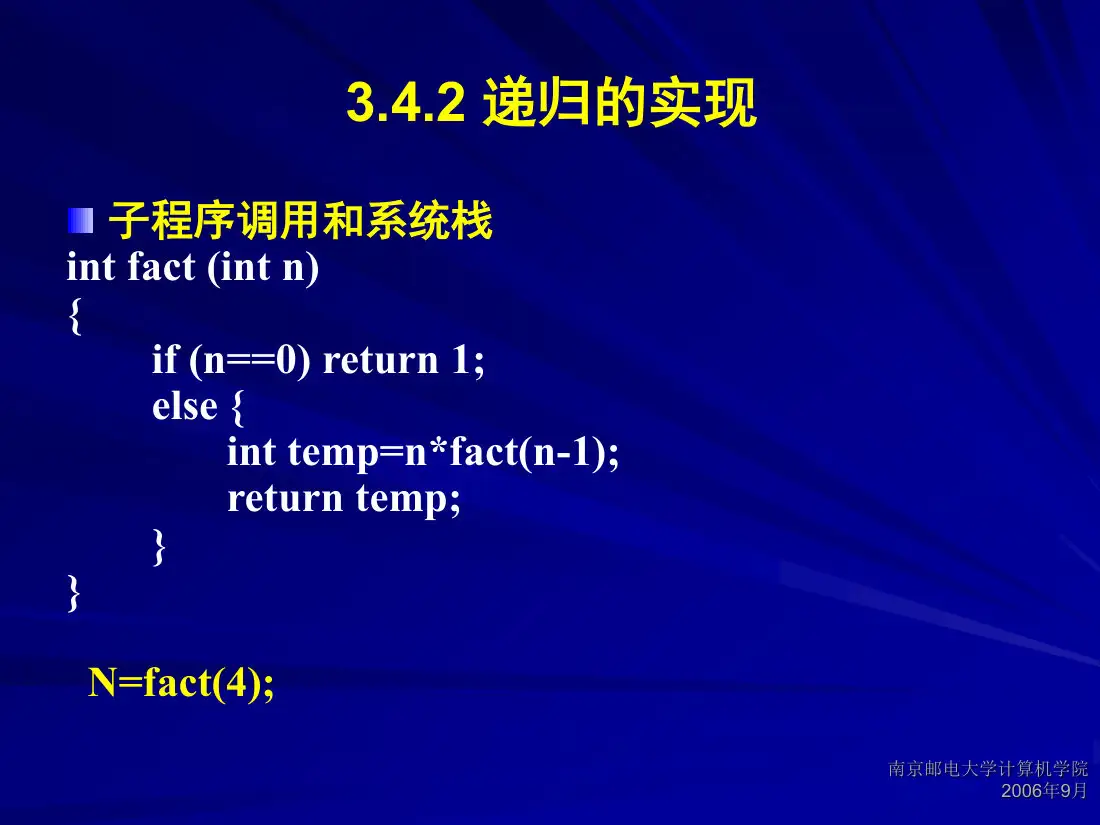 3.4.2 递归的实现
子程序调用和系统栈
int fact (int n)
{
if (n==0) return 1;
else {
int temp=n*fact(n-1);
return temp;
}
}
N=fact(4);
南京邮电大学计算机学院
2006年9月